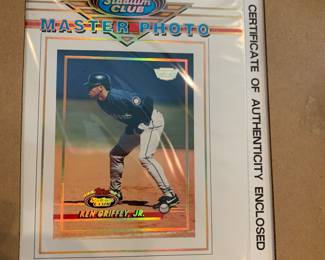 Stadium
CLUB
MASTER PHOTO
KEN GRIFFEY, JR.
CERTIFICATE OF AUTHENTICITY ENCLOSED